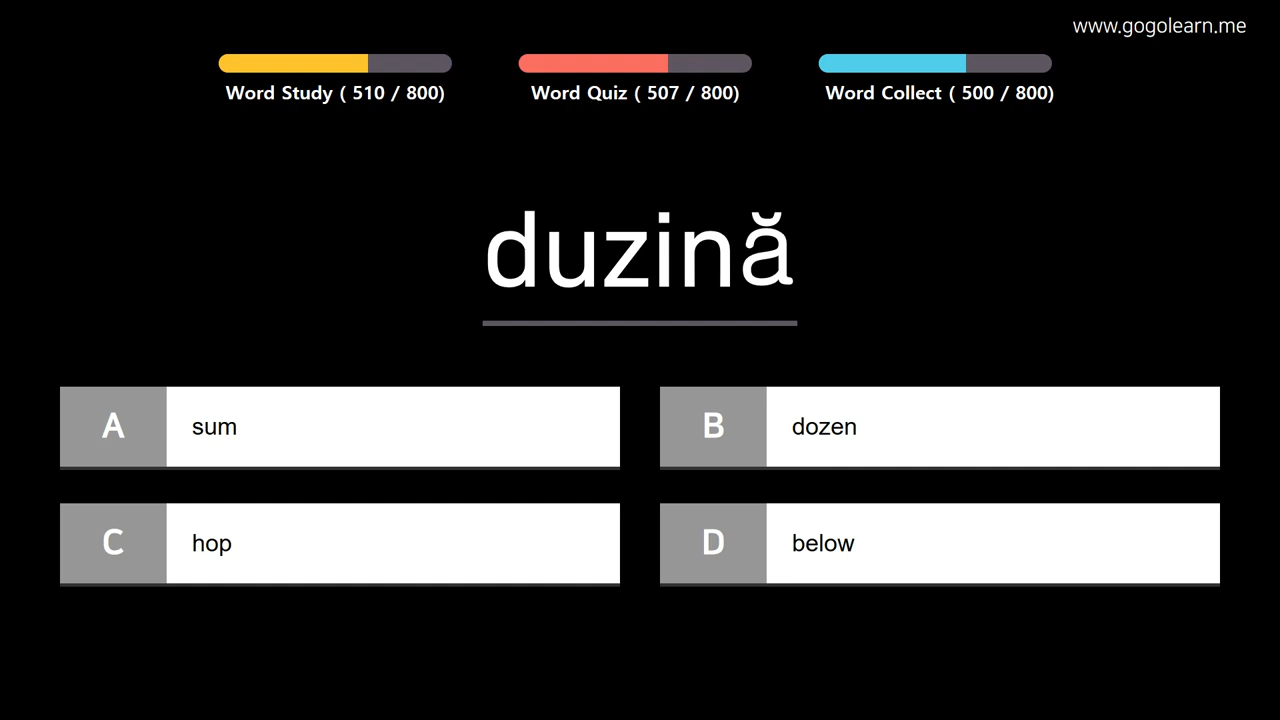 www.gogolearn.me
Word Study ( 510 / 800)
Word Quiz ( 507 / 800)
Word Collect ( 500 / 800)
duzină
A sum
B dozen
C hop
D below